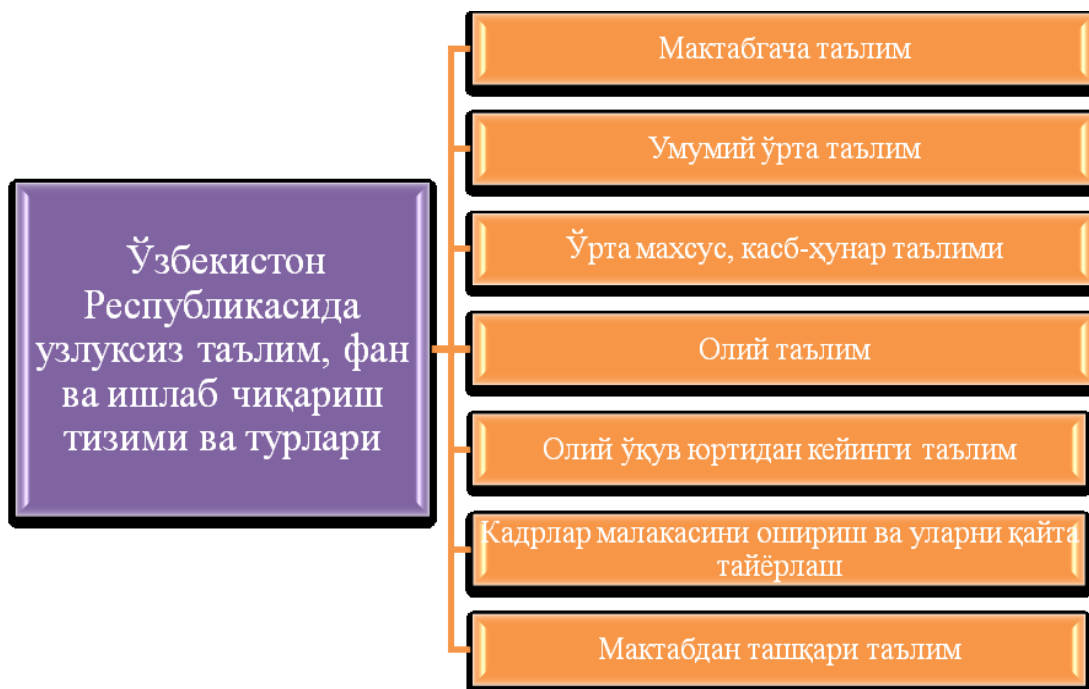 Ўзбекистон
Республикасида
узлуксиз таълим, фан
ва ишлаб чиқариш
тизими ва турлари
Мактабгача таълим
Умумий ўрта таълим
Ўрта махсус, касб-ҳунар таълими
Олий таълим
Олий ўқув юртидан кейинги таълим
Кадрлар малакасини ошириш ва уларни қайта
тайёрлаш
Мактабдан ташқари таълим